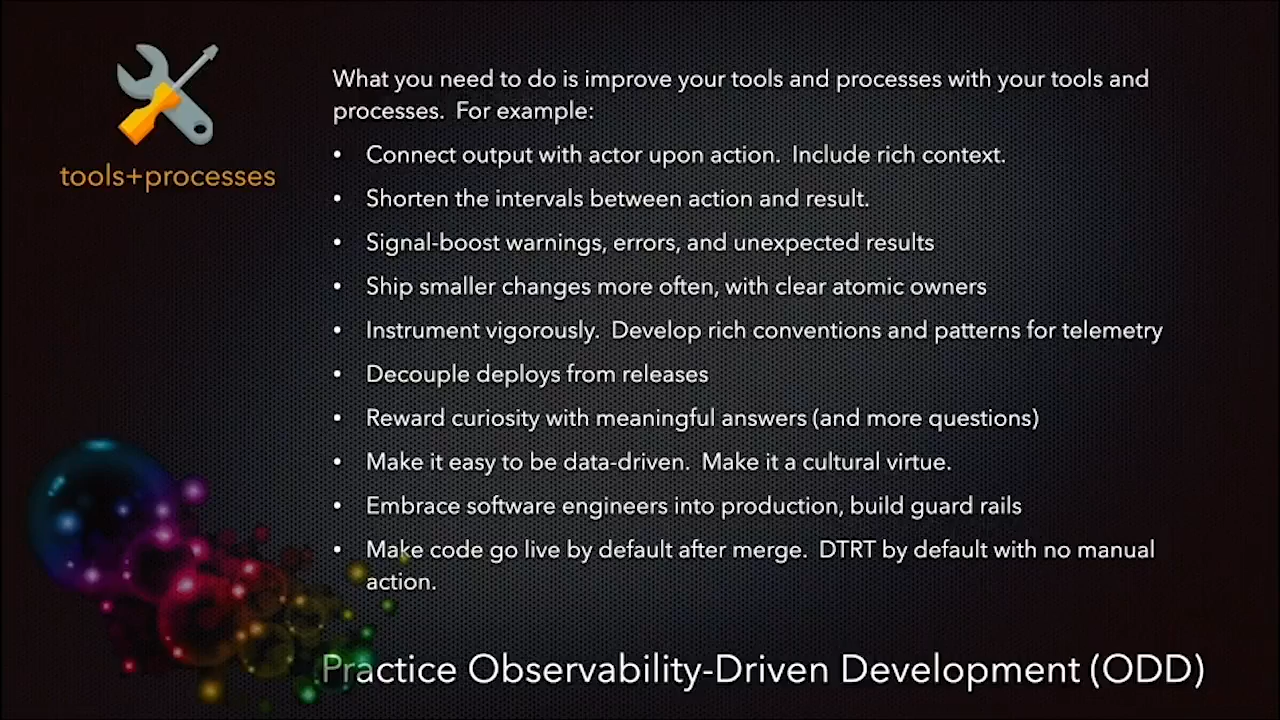 tools+processes
What you need to do is improve your tools and processes with your tools and
processes. For example:
• Connect output with actor upon action. Include rich context.
• Shorten the intervals between action and result.
• Signal-boost warnings, errors, and unexpected results
• Ship smaller changes more often, with clear atomic owners
• Instrument vigorously. Develop rich conventions and patterns for telemetry
• Decouple deploys from releases
• Reward curiosity with meaningful answers (and more questions)
• Make it easy to be data-driven. Make it a cultural virtue.
• Embrace software engineers into production, build guard rails
• Make code go live by default after merge. DTRT by default with no manual
action.
Practice Observability-Driven Development (ODD)